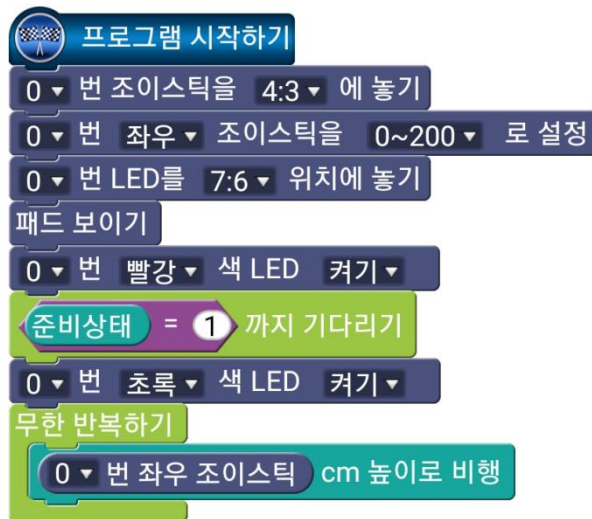 프로그램 시작하기
0 번 조이스틱을 4:3 에 놓기
0 번 좌우 조이스틱을 0~200 로 설정
0 번 LED를 7:6 위치에 놓기
패드 보이기
0 번 빨강 색 LED 켜기
준비상태 = 1 까지 기다리기
0 번 초록 색 LED 켜기
무한 반복하기
0 번 좌우 조이스틱 cm 높이로 비행